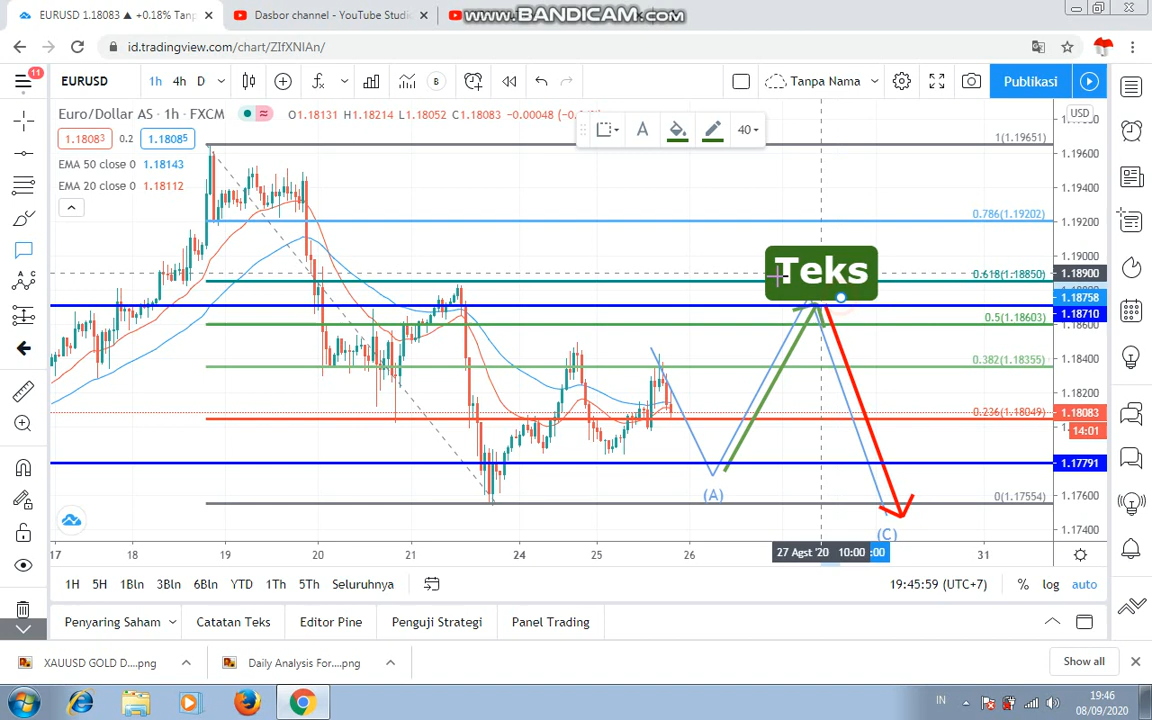 EURUSD 1.18083 ▲ +0.18% Tanp
Dasbor channel - YouTube Studi
www.BANDICAM.com
id.tradingview.com/chart/ZIfXNIAn/
11
EURUSD
1h
4h
D
B
Tanpa Nama
Publikasi
Euro/Dollar AS · 1h · FXCM
O1.18131 H1.18214 L1.18052 C1.18083 -0.00048
1.18083
0.2
1.18085
EMA 50 close 0 1.18143
EMA 20 close 0 1.18112
A
40
USD
1(1.19651)
0.786(1.19202)
0.618(1.18850)
0.5(1.18603)
0.382(1.18355)
0.236(1.18049)
0(1.17554)
Teks
(A)
(C)
1.19600
1.19400
1.19200
1.19000
1.18900
1.18758
1.18710
1.18600
1.18400
1.18200
1.18083
14:01
1.17791
1.17600
1.17400
17
18
19
20
21
24
25
26
27 Agst '20 10:00
:00
31
1H
5H
1Bln
3Bln
6Bln
YTD
1Th
5Th
Seluruhnya
19:45:59 (UTC+7)
%
log
auto
Penyaring Saham
Catatan Teks
Editor Pine
Penguji Strategi
Panel Trading
XAUUSD GOLD D....png
Daily Analysis For....png
Show all
IN
19:46
08/09/2020